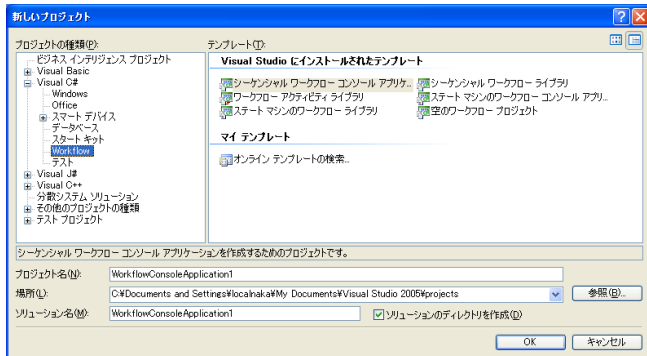 新しいプロジェクト
プロジェクトの種類(P):
テンプレート(T):
ビジネス インテリジェンス プロジェクト
Visual Basic
Visual C#
Windows
Office
スマート デバイス
データベース
スタート キット
Workflow
テスト
Visual J#
Visual C++
分散システム ソリューション
その他のプロジェクトの種類
テスト プロジェクト
Visual Studio にインストールされたテンプレート
シーケンシャル ワークフロー コンソール アプリケ...
シーケンシャル ワークフロー ライブラリ
ワークフロー アクティビティ ライブラリ
ステート マシンのワークフロー コンソール アプリ...
ステート マシンのワークフロー ライブラリ
空のワークフロー プロジェクト
マイ テンプレート
オンライン テンプレートの検索...
シーケンシャル ワークフロー コンソール アプリケーションを作成するためのプロジェクトです。
プロジェクト名(N):
WorkflowConsoleApplication1
場所(L):
C:¥Documents and Settings¥localnaka¥My Documents¥Visual Studio 2005¥projects
参照(B)...
ソリューション名(M):
WorkflowConsoleApplication1
ソリューションのディレクトリを作成(D)
OK
キャンセル